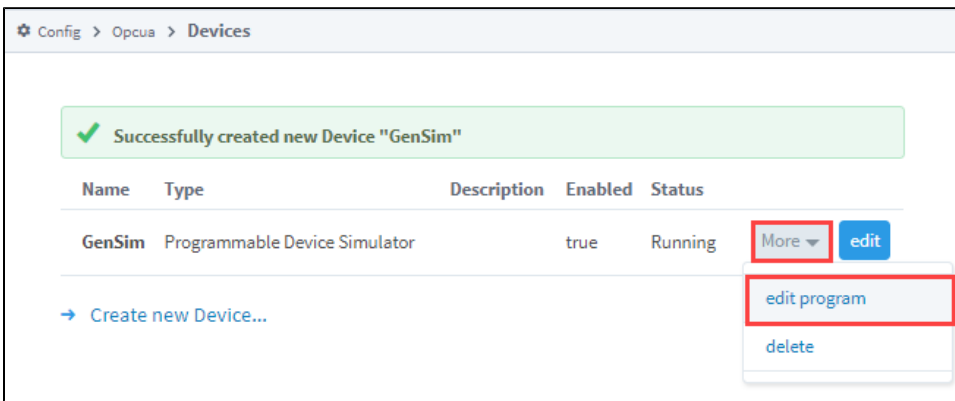 Config > Opcua > Devices
Successfully created new Device "GenSim"
Name Type Description Enabled Status
GenSim Programmable Device Simulator true Running More edit
edit program
→ Create new Device...
delete